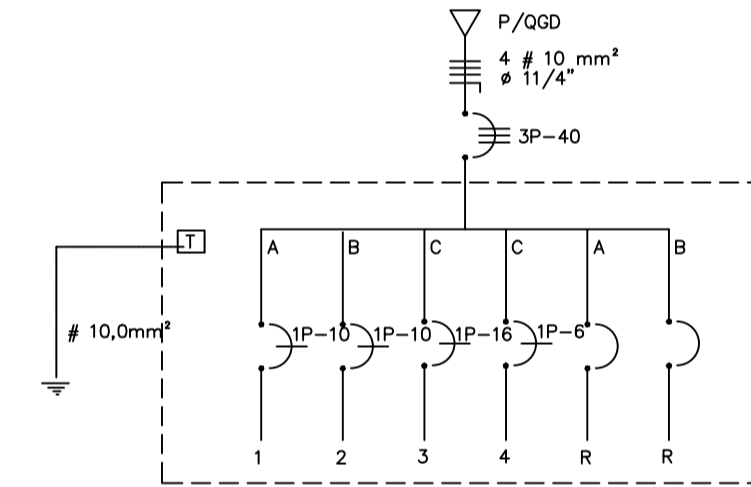 P/QGD
4 # 10 mm²
ø 11/4"
3P-40
T
A B C C A B
# 10,0mm²
1P-10 1P-10 1P-16 1P-6
1 2 3 4 R R